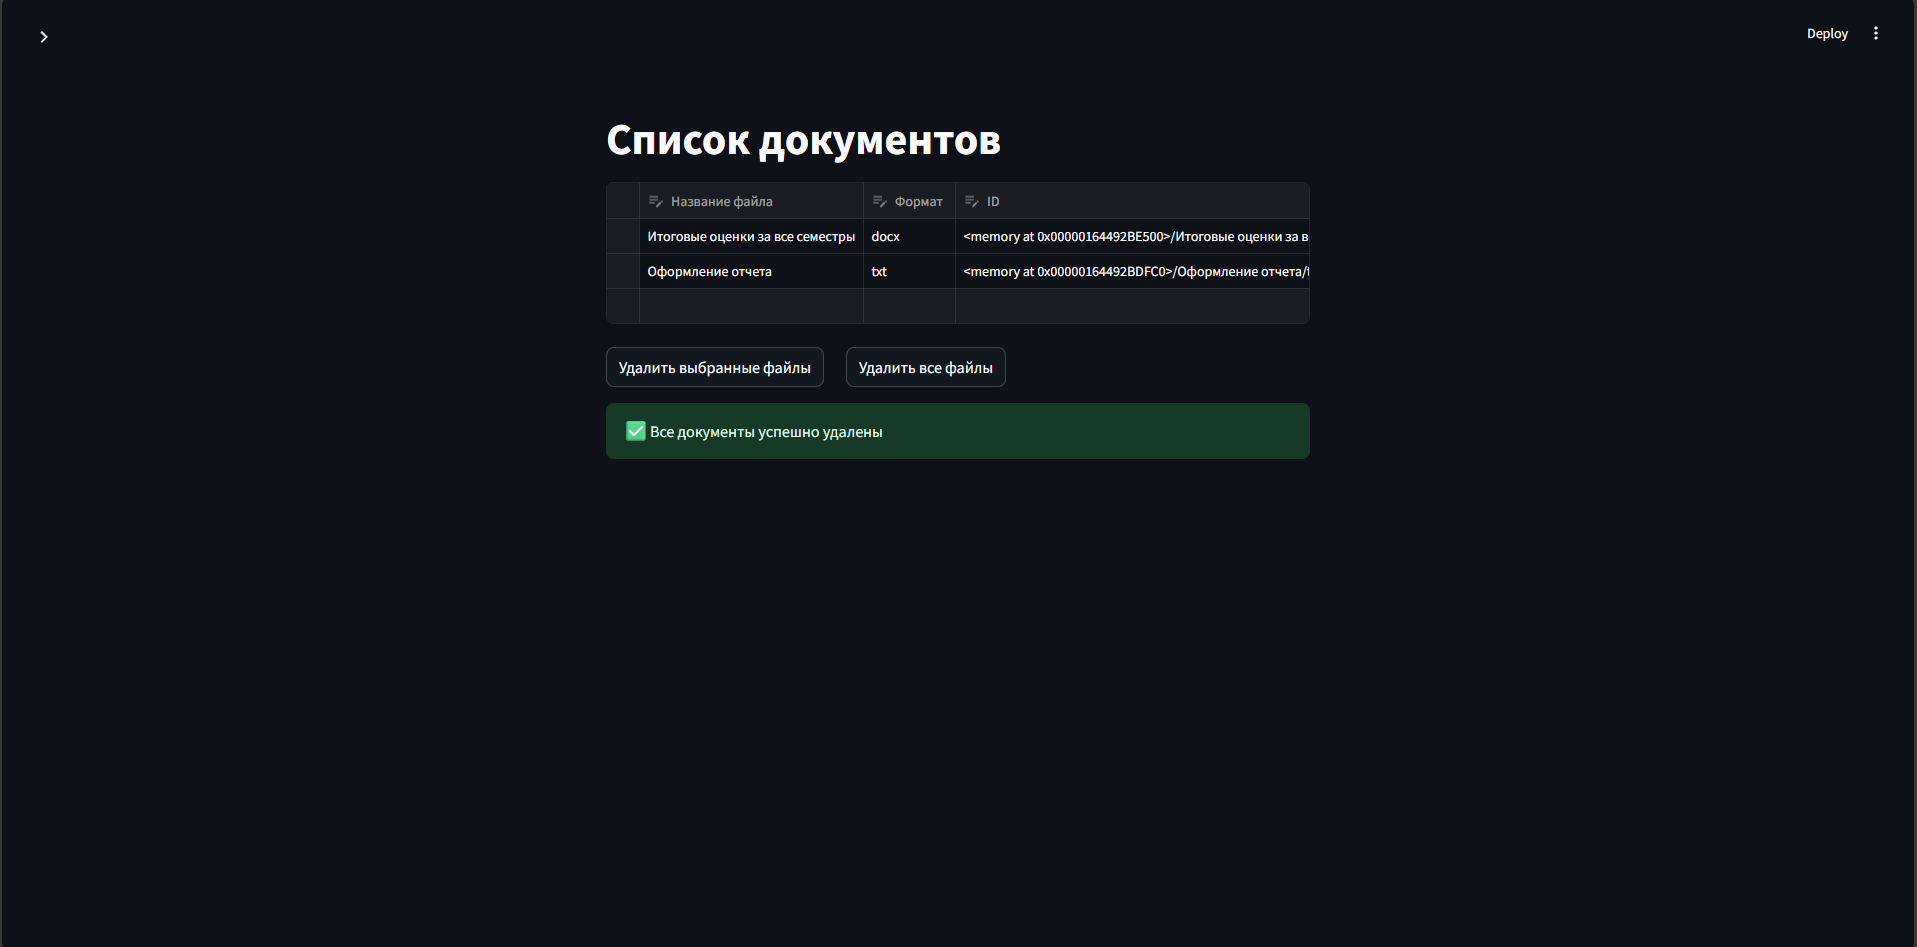 Deploy
Список документов
Название файла Формат ID
Итоговые оценки за все семестры docx <memory at 0x00000164492BE500>/Итоговые оценки за в
Оформление отчета txt <memory at 0x00000164492BDFC0>/Оформление отчета/t
Удалить выбранные файлы Удалить все файлы
✅ Все документы успешно удалены